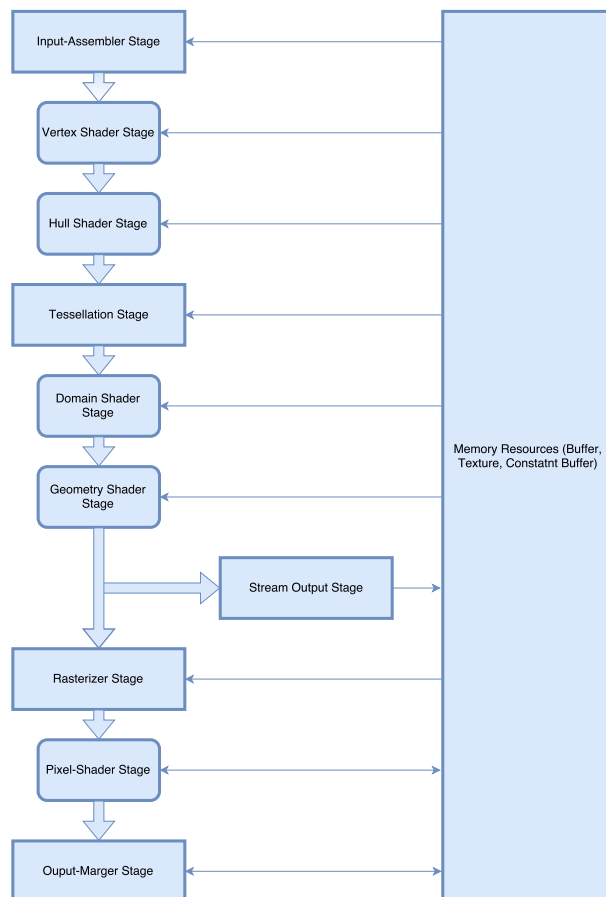 Input-Assembler Stage
Vertex Shader Stage
Hull Shader Stage
Tessellation Stage
Domain Shader
Stage
Memory Resources (Buffer,
Texture, Constatnt Buffer)
Geometry Shader
Stage
Stream Output Stage
Rasterizer Stage
Pixel-Shader Stage
Ouput-Marger Stage